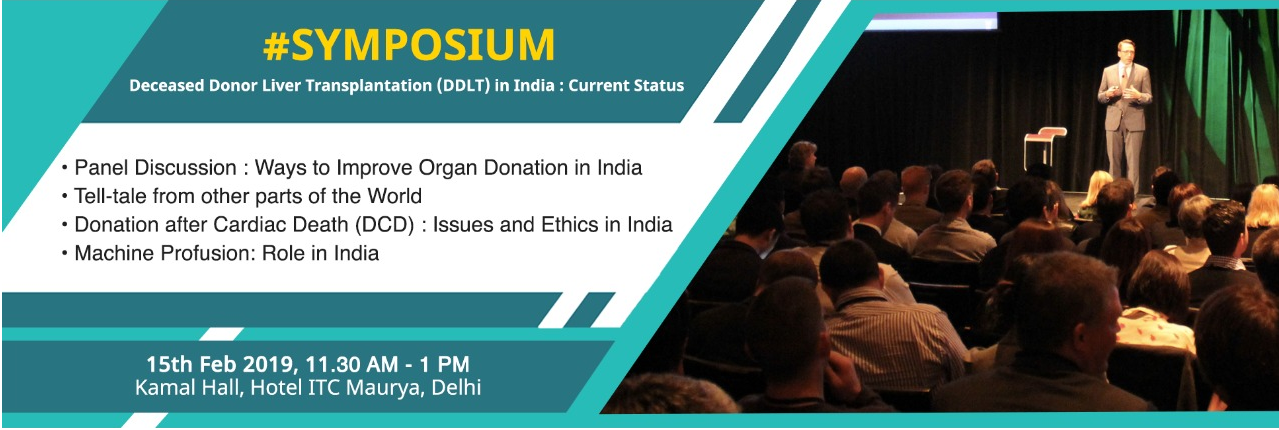 #SYMPOSIUM
Deceased Donor Liver Transplantation (DDLT) in India : Current Status
• Panel Discussion : Ways to Improve Organ Donation in India
• Tell-tale from other parts of the World
• Donation after Cardiac Death (DCD) : Issues and Ethics in India
• Machine Profusion: Role in India
15th Feb 2019, 11.30 AM - 1 PM
Kamal Hall, Hotel ITC Maurya, Delhi